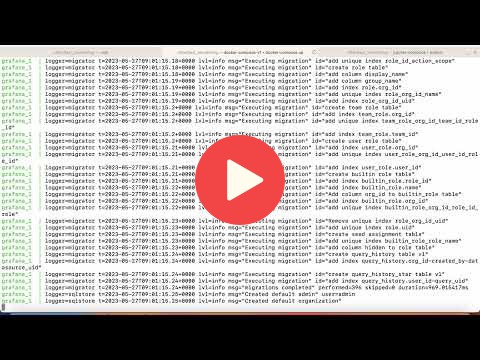 grafana_1 | logger=migrator t=2023-05-27T09:01:15.18+0000 lvl=info msg="Executing migration" id="add unique index role_id_action_scope"
grafana_1 | logger=migrator t=2023-05-27T09:01:15.18+0000 lvl=info msg="Executing migration" id="create role table"
grafana_1 | logger=migrator t=2023-05-27T09:01:15.18+0000 lvl=info msg="Executing migration" id="add column display_name"
grafana_1 | logger=migrator t=2023-05-27T09:01:15.18+0000 lvl=info msg="Executing migration" id="add column group_name"
grafana_1 | logger=migrator t=2023-05-27T09:01:15.19+0000 lvl=info msg="Executing migration" id="add index role.org_id"
grafana_1 | logger=migrator t=2023-05-27T09:01:15.19+0000 lvl=info msg="Executing migration" id="add unique index role_org_id_name"
grafana_1 | logger=migrator t=2023-05-27T09:01:15.19+0000 lvl=info msg="Executing migration" id="add index role_org_id_uid"
grafana_1 | logger=migrator t=2023-05-27T09:01:15.2+0000 lvl=info msg="Executing migration" id="create team role table"
grafana_1 | logger=migrator t=2023-05-27T09:01:15.2+0000 lvl=info msg="Executing migration" id="add index team_role.org_id"
grafana_1 | logger=migrator t=2023-05-27T09:01:15.2+0000 lvl=info msg="Executing migration" id="add unique index team_role_org_id_team_id_role
_id"
grafana_1 | logger=migrator t=2023-05-27T09:01:15.2+0000 lvl=info msg="Executing migration" id="add index team_role.team_id"
grafana_1 | logger=migrator t=2023-05-27T09:01:15.2+0000 lvl=info msg="Executing migration" id="create user role table"
grafana_1 | logger=migrator t=2023-05-27T09:01:15.21+0000 lvl=info msg="Executing migration" id="add index user_role.org_id"
grafana_1 | logger=migrator t=2023-05-27T09:01:15.21+0000 lvl=info msg="Executing migration" id="add unique index user_role_org_id_user_id_rol
e_id"
grafana_1 | logger=migrator t=2023-05-27T09:01:15.21+0000 lvl=info msg="Executing migration" id="add index user_role.user_id"
grafana_1 | logger=migrator t=2023-05-27T09:01:15.21+0000 lvl=info msg="Executing migration" id="create builtin role table"
grafana_1 | logger=migrator t=2023-05-27T09:01:15.21+0000 lvl=info msg="Executing migration" id="add index builtin_role.role_id"
grafana_1 | logger=migrator t=2023-05-27T09:01:15.22+0000 lvl=info msg="Executing migration" id="add index builtin_role.name"
grafana_1 | logger=migrator t=2023-05-27T09:01:15.22+0000 lvl=info msg="Executing migration" id="add column org_id to builtin_role table"
grafana_1 | logger=migrator t=2023-05-27T09:01:15.22+0000 lvl=info msg="Executing migration" id="add index builtin_role.org_id"
grafana_1 | logger=migrator t=2023-05-27T09:01:15.22+0000 lvl=info msg="Executing migration" id="add unique index builtin_role_org_id_role_id_
role"
grafana_1 | logger=migrator t=2023-05-27T09:01:15.23+0000 lvl=info msg="Executing migration" id="Remove unique index role_org_id_uid"
grafana_1 | logger=migrator t=2023-05-27T09:01:15.23+0000 lvl=info msg="Executing migration" id="add unique index role.uid"
grafana_1 | logger=migrator t=2023-05-27T09:01:15.23+0000 lvl=info msg="Executing migration" id="create seed assignment table"
grafana_1 | logger=migrator t=2023-05-27T09:01:15.23+0000 lvl=info msg="Executing migration" id="add unique index builtin_role_role_name"
grafana_1 | logger=migrator t=2023-05-27T09:01:15.23+0000 lvl=info msg="Executing migration" id="add column hidden to role table"
grafana_1 | logger=migrator t=2023-05-27T09:01:15.24+0000 lvl=info msg="Executing migration" id="create query_history table v1"
grafana_1 | logger=migrator t=2023-05-27T09:01:15.24+0000 lvl=info msg="Executing migration" id="add index query_history.org_id-created_by-dat
asource_uid"
grafana_1 | logger=migrator t=2023-05-27T09:01:15.24+0000 lvl=info msg="Executing migration" id="create query_history_star table v1"
grafana_1 | logger=migrator t=2023-05-27T09:01:15.24+0000 lvl=info msg="Executing migration" id="add index query_history.user_id-query_uid"
grafana_1 | logger=migrator t=2023-05-27T09:01:15.24+0000 lvl=info msg="migrations completed" performed=396 skipped=0 duration=969.015417ms
grafana_1 | logger=sqlstore t=2023-05-27T09:01:15.26+0000 lvl=info msg="Created default admin" user=admin
grafana_1 | logger=sqlstore t=2023-05-27T09:01:15.26+0000 lvl=info msg="Created default organization"